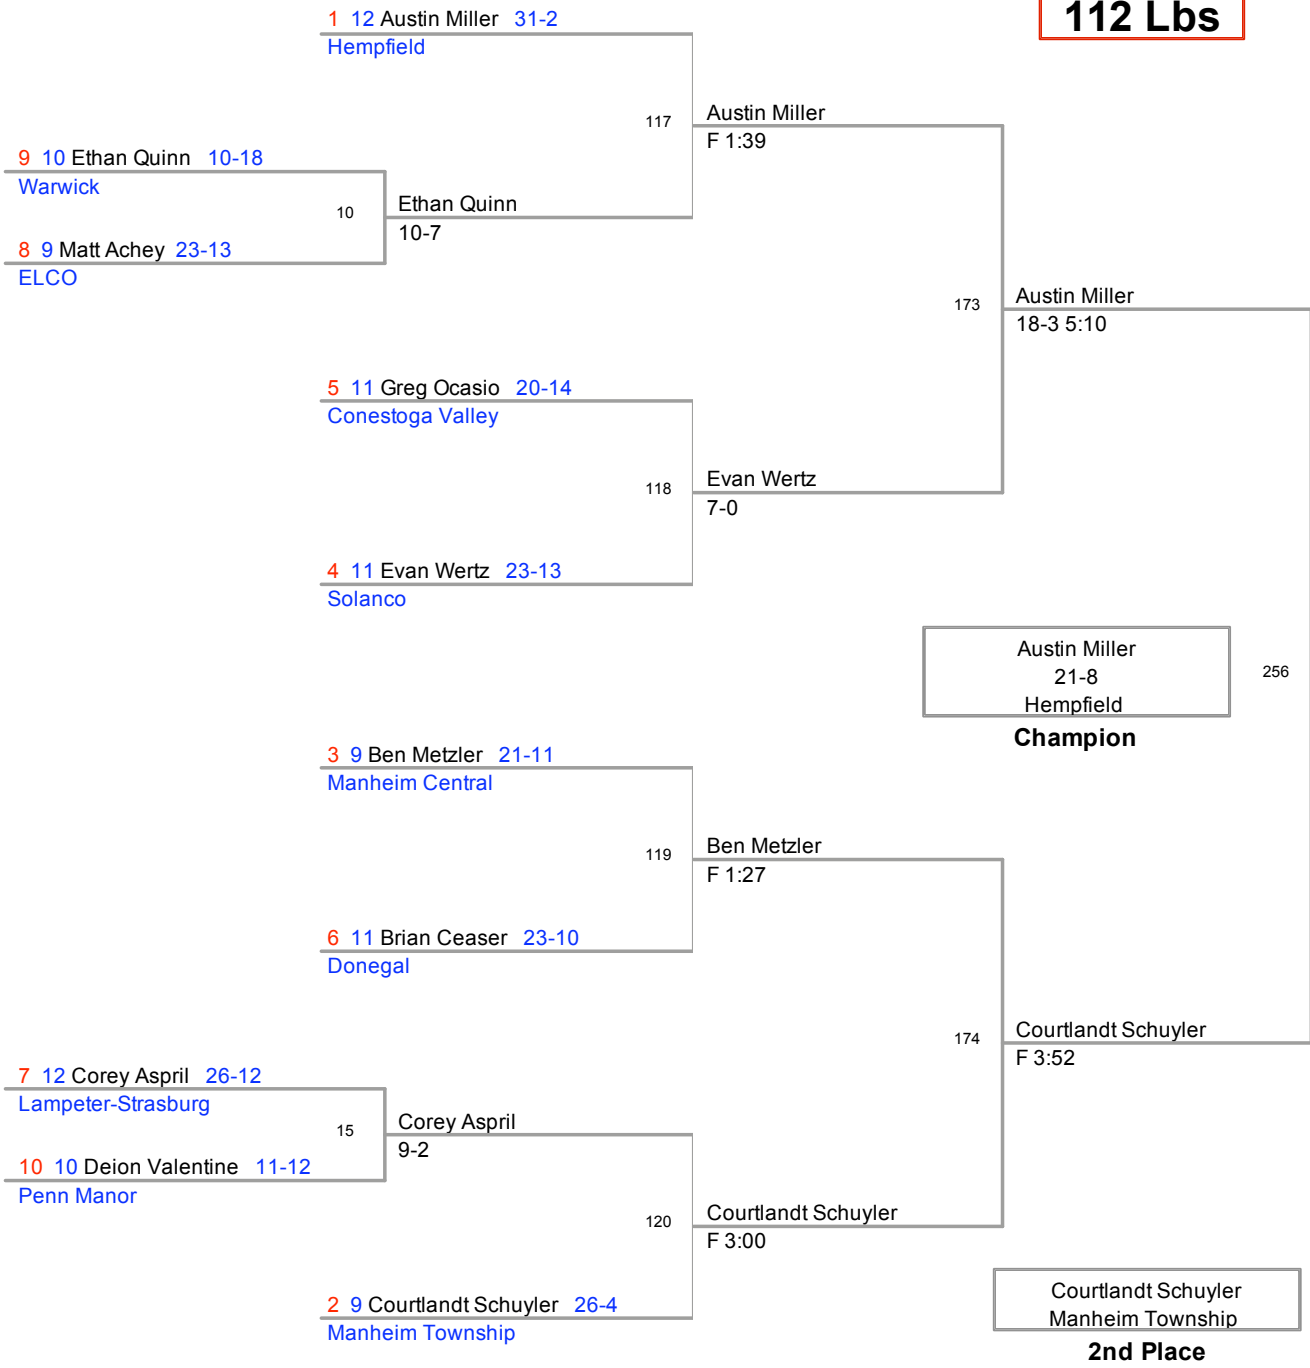 112 Lbs
1 12 Austin Miller 31-2
Hempfield
117
Austin Miller
F 1:39
9 10 Ethan Quinn 10-18
Warwick
10
Ethan Quinn
10-7
8 9 Matt Achey 23-13
ELCO
173
Austin Miller
18-3 5:10
5 11 Greg Ocasio 20-14
Conestoga Valley
118
Evan Wertz
7-0
4 11 Evan Wertz 23-13
Solanco
Austin Miller
21-8
Hempfield
Champion
256
3 9 Ben Metzler 21-11
Manheim Central
119
Ben Metzler
F 1:27
6 11 Brian Ceaser 23-10
Donegal
174
Courtlandt Schuyler
F 3:52
7 12 Corey Aspril 26-12
Lampeter-Strasburg
15
Corey Aspril
9-2
10 10 Deion Valentine 11-12
Penn Manor
120
Courtlandt Schuyler
F 3:00
2 9 Courtlandt Schuyler 26-4
Manheim Township
Courtlandt Schuyler
Manheim Township
2nd Place